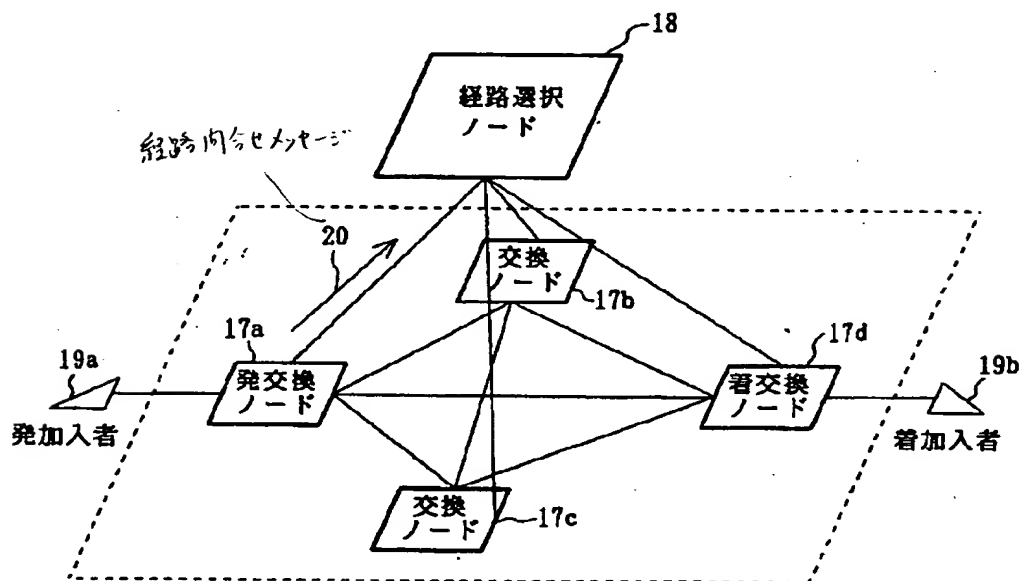 18
経路選択
ノード
経路問合せメッセージ
20
交換
ノード
17b
17a
17d
19a
発交換
ノード
着交換
ノード
19b
発加入者
着加入者
交換
ノード
17c